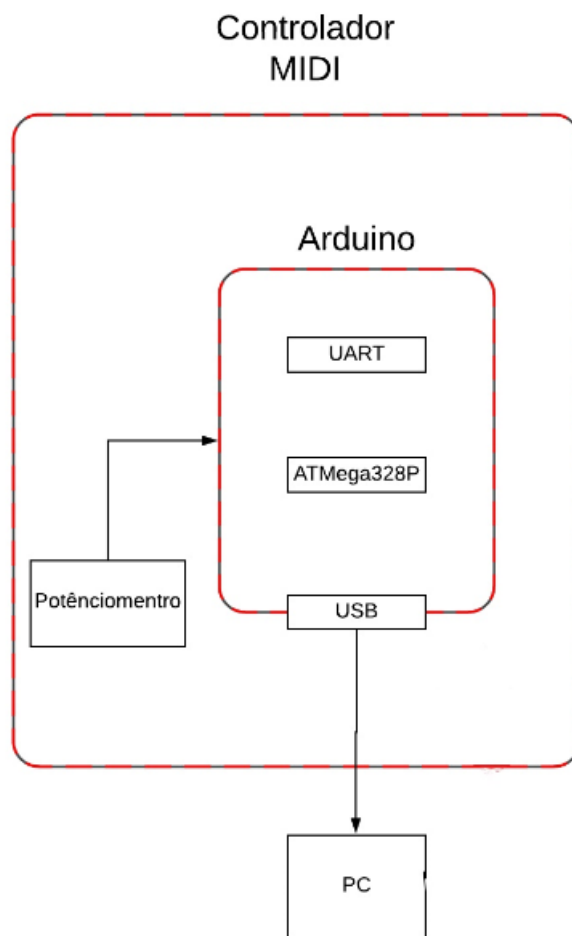 Controlador
MIDI
Arduino
UART
ATMega328P
Potênciomentro
USB
PC